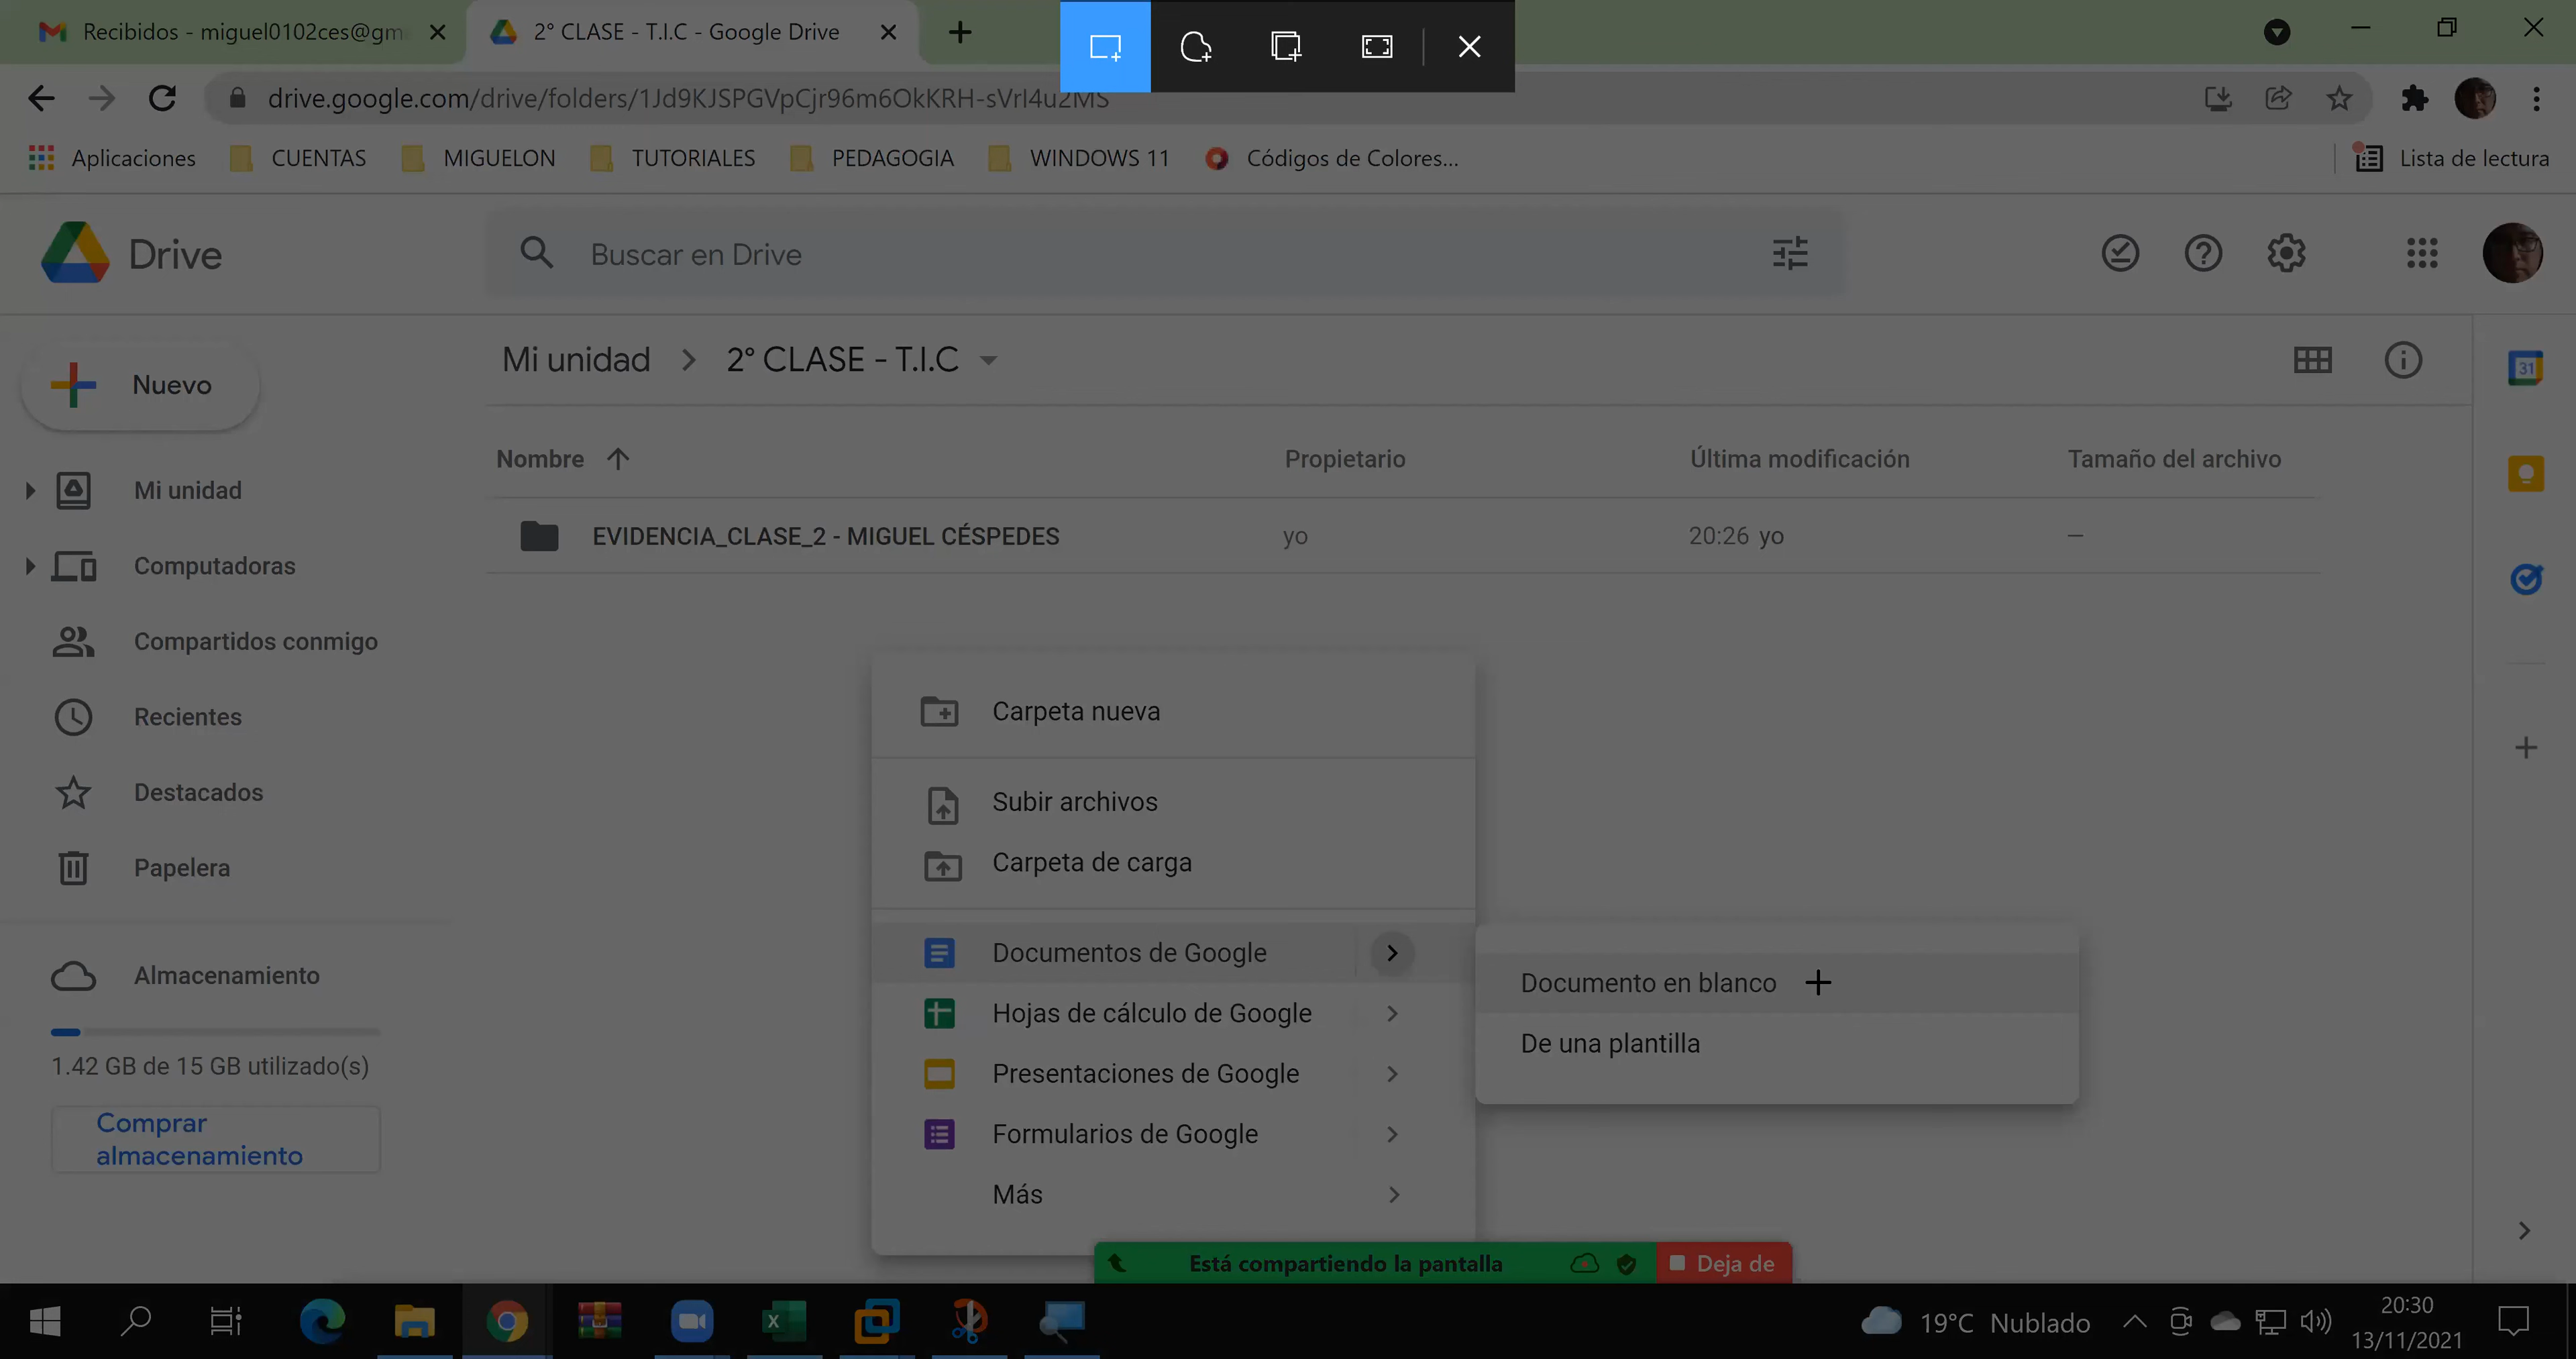 Recibidos - miguel0102ces@gm
2° CLASE - T.I.C - Google Drive
drive.google.com/drive/folders/1Jd9KJSPGVpCjr96m6OkKRH-sVrI4u2MS
Aplicaciones
CUENTAS
MIGUELON
TUTORIALES
PEDAGOGIA
WINDOWS 11
Códigos de Colores...
Lista de lectura
Drive
Buscar en Drive
Nuevo
Mi unidad
Computadoras
Compartidos conmigo
Recientes
Destacados
Papelera
Almacenamiento
1.42 GB de 15 GB utilizado(s)
Comprar
almacenamiento
Mi unidad > 2° CLASE - T.I.C
Nombre
Propietario
Última modificación
Tamaño del archivo
EVIDENCIA_CLASE_2 - MIGUEL CÉSPEDES
yo
20:26 yo
—
Carpeta nueva
Subir archivos
Carpeta de carga
Documentos de Google
Hojas de cálculo de Google
Presentaciones de Google
Formularios de Google
Más
Documento en blanco
De una plantilla
31
Está compartiendo la pantalla
Deja de
19°C Nublado
20:30
13/11/2021